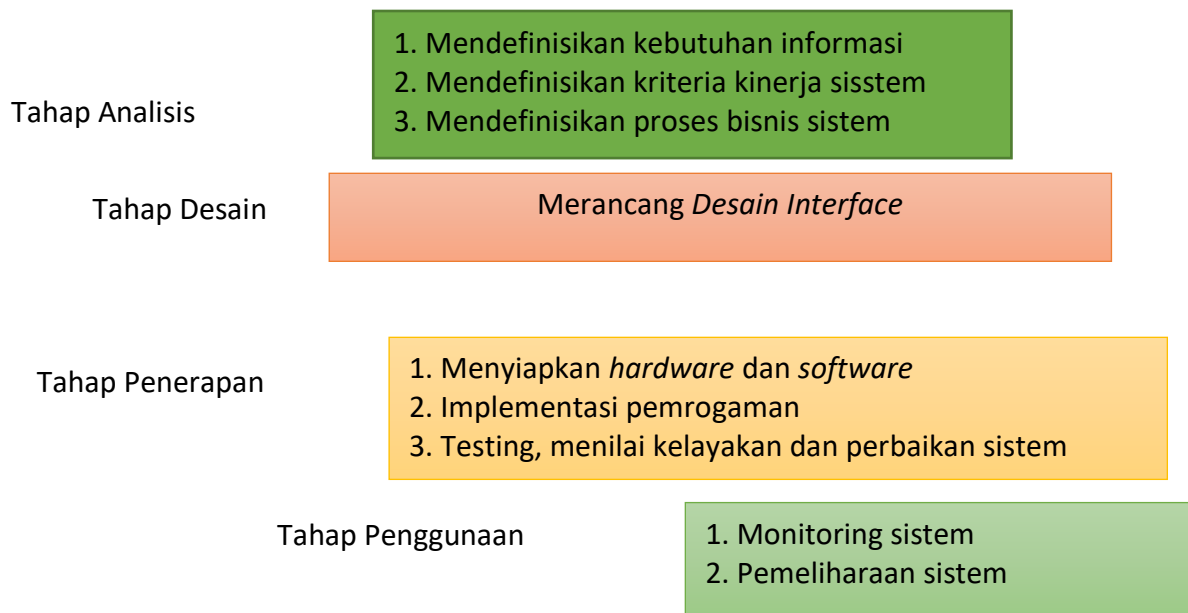 1. Mendefinisikan kebutuhan informasi
2. Mendefinisikan kriteria kinerja sisstem
3. Mendefinisikan proses bisnis sistem
Tahap Analisis
Tahap Desain
Merancang Desain Interface
Tahap Penerapan
1. Menyiapkan hardware dan software
2. Implementasi pemrogaman
3. Testing, menilai kelayakan dan perbaikan sistem
Tahap Penggunaan
1. Monitoring sistem
2. Pemeliharaan sistem